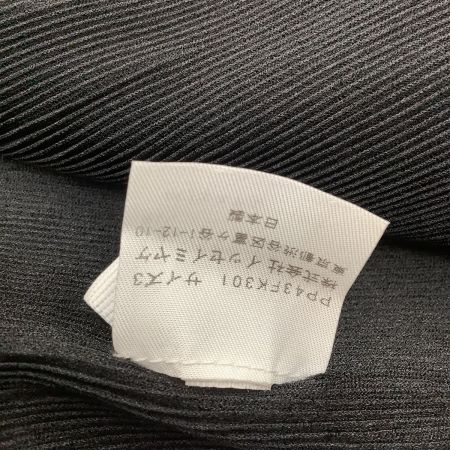 PP43FK301 サイズ3
株式会社イッセイミヤケ
東京都渋谷区富ヶ谷1-12-10
日本製